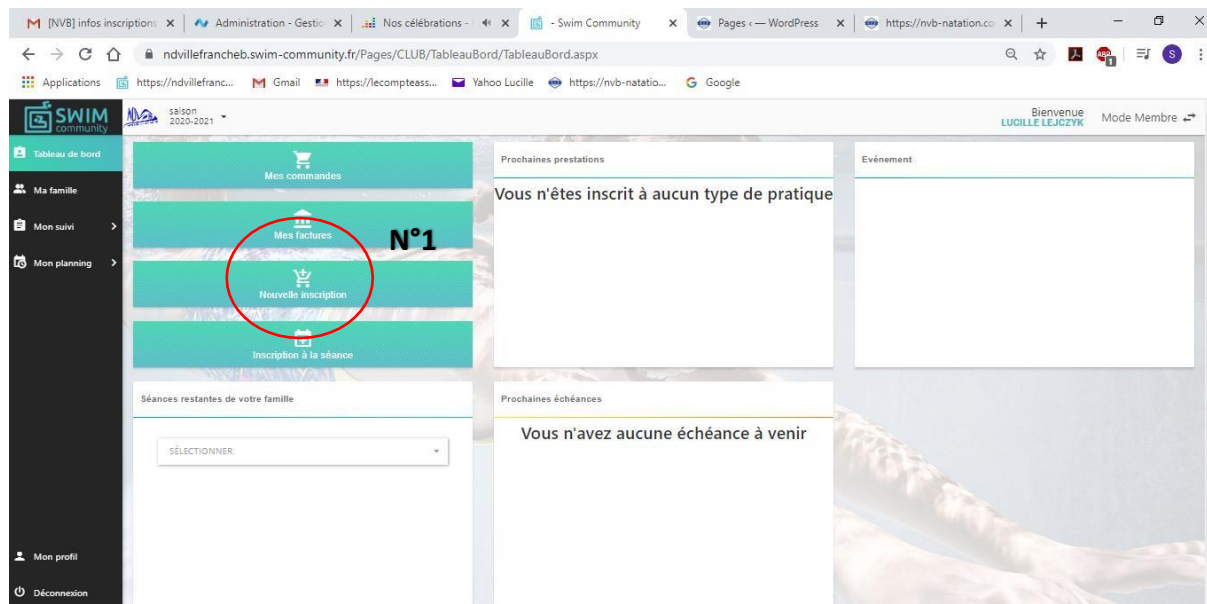 [NVB] infos inscriptions
Administration - Gestio
Nos célébrations -
- Swim Community
Pages ‹ — WordPress
https://nvb-natation.co
ndvillefrancheb.swim-community.fr/Pages/CLUB/TableauBord/TableauBord.aspx
S
Applications
https://ndvillefranc...
Gmail
https://lecompteass...
Yahoo Lucille
https://nvb-natatio...
Google
SWIM
community
saison
2020-2021
Bienvenue
LUCILLE LEJCZYK
Mode Membre
Tableau de bord
Ma famille
Mon suivi
Mon planning
Mes commandes
Mes factures
N°1
Nouvelle inscription
Inscription à la séance
Prochaines prestations
Vous n'êtes inscrit à aucun type de pratique
Evénement
Séances restantes de votre famille
SÉLECTIONNER
Prochaines échéances
Vous n'avez aucune échéance à venir
Mon profil
Déconnexion